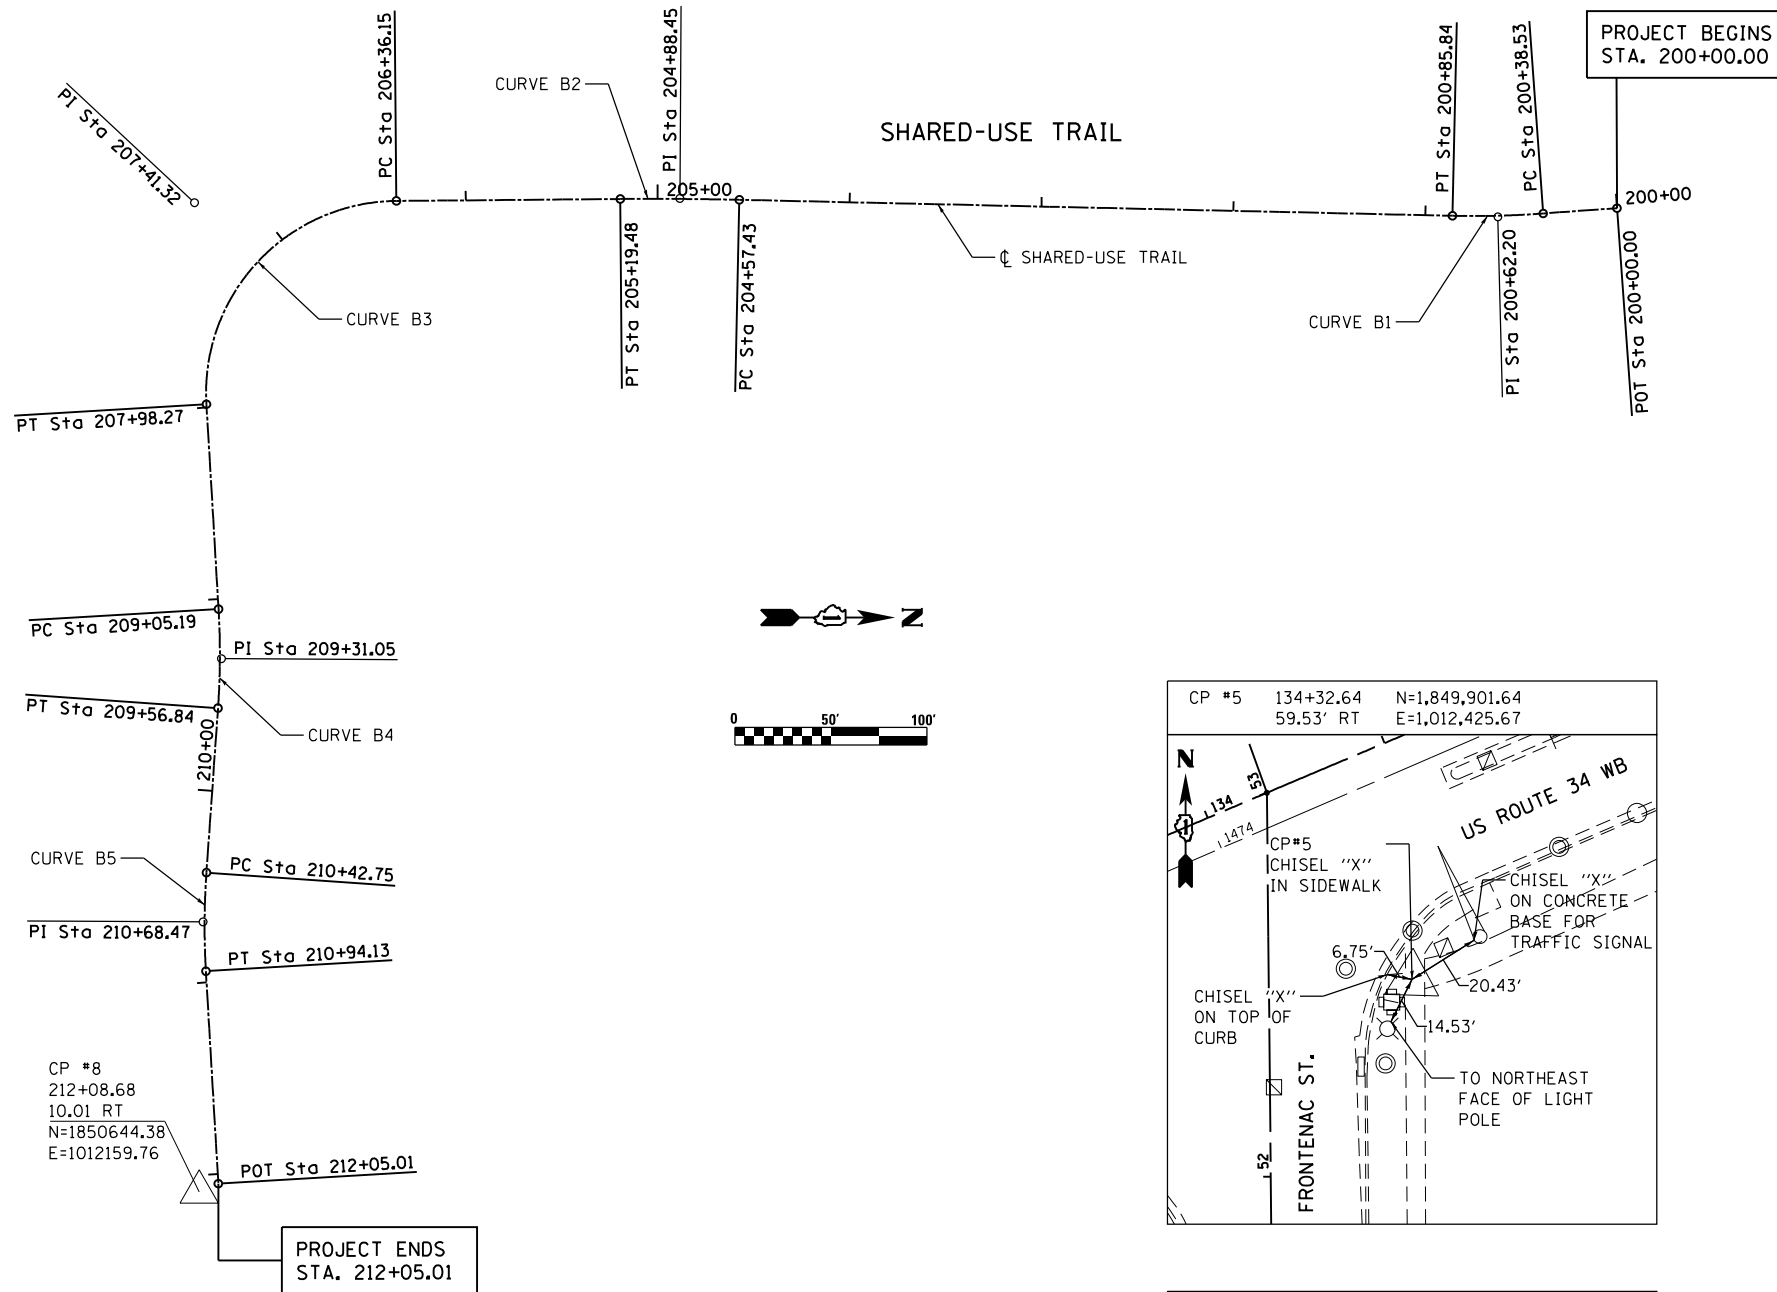 PROJECT BEGINS
STA. 200+00.00
PI Sta 207+41.32
PC Sta 206+36.15
CURVE B2
PI Sta 204+88.45
SHARED-USE TRAIL
PT Sta 200+85.84
PC Sta 200+38.53
205+00
200+00
℄ SHARED-USE TRAIL
CURVE B3
PT Sta 205+19.48
PC Sta 204+57.43
CURVE B1
PI Sta 200+62.20
POT Sta 200+00.00
PT Sta 207+98.27
PC Sta 209+05.19
PI Sta 209+31.05
N
PT Sta 209+56.84
210+00
CURVE B4
0 50' 100'
CURVE B5
PC Sta 210+42.75
PI Sta 210+68.47
PT Sta 210+94.13
CP #8
212+08.68
10.01 RT
N=1850644.38
E=1012159.76
POT Sta 212+05.01
PROJECT ENDS
STA. 212+05.01
CP #5 134+32.64 N=1,849,901.64
59.53' RT E=1,012,425.67
N
134
53
1474
US ROUTE 34 WB
CP#5
CHISEL "X"
IN SIDEWALK
CHISEL "X"
ON CONCRETE
BASE FOR
TRAFFIC SIGNAL
6.75'
20.43'
CHISEL "X"
ON TOP OF
CURB
14.53'
TO NORTHEAST
FACE OF LIGHT
POLE
52
FRONTENAC ST.